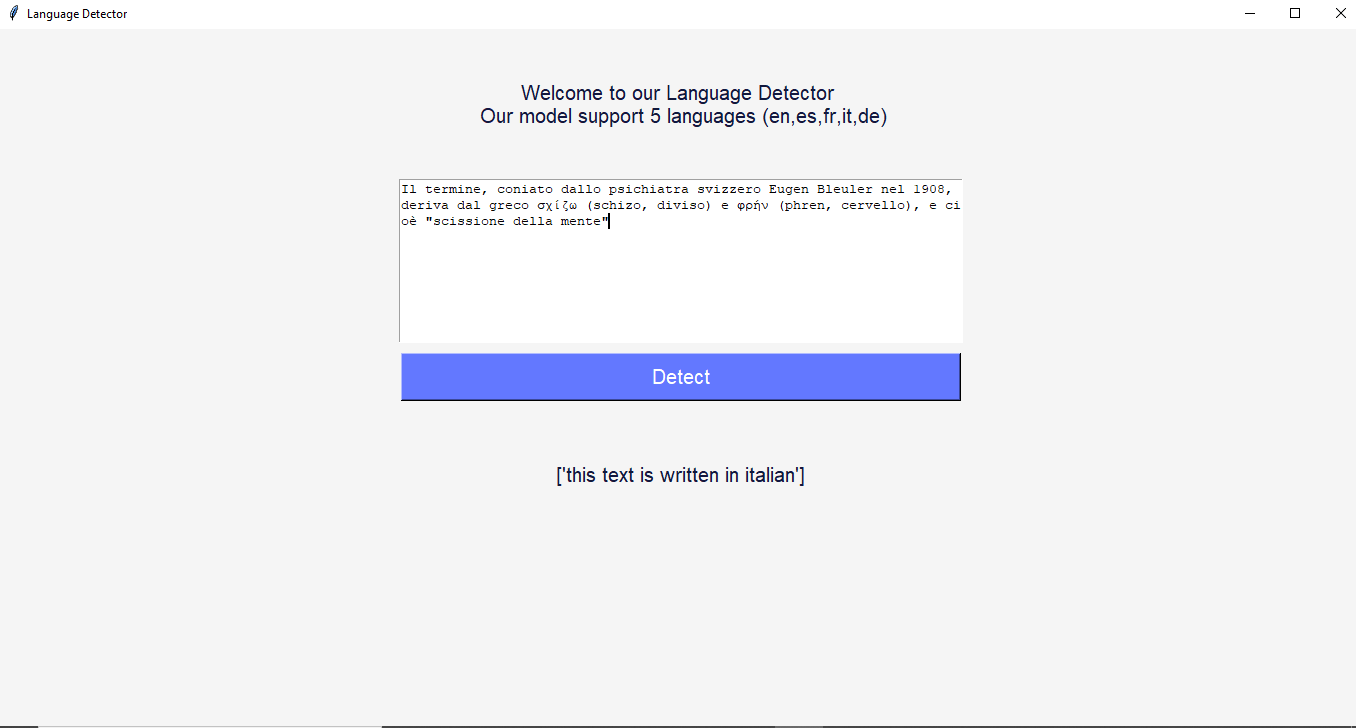 Language Detector
Welcome to our Language Detector
Our model support 5 languages (en,es,fr,it,de)
Il termine, coniato dallo psichiatra svizzero Eugen Bleuler nel 1908,
deriva dal greco σχίζω (schizo, diviso) e φρήν (phren, cervello), e ci
oè "scissione della mente"
Detect
['this text is written in italian']